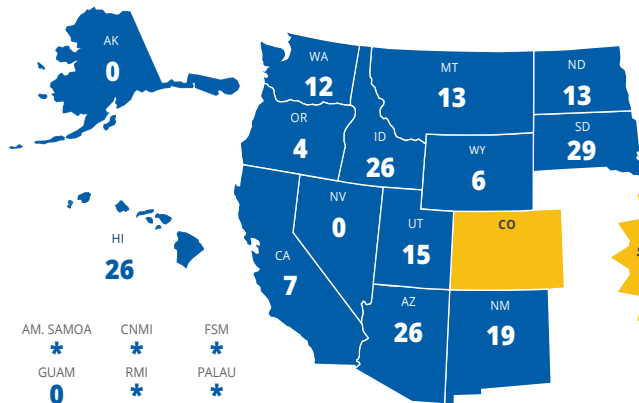 AK
0
WA
12
MT
13
ND
13
OR
4
ID
26
WY
6
SD
29
NV
0
UT
15
CO
CA
7
HI
26
AZ
26
NM
19
AM. SAMOA CNMI FSM
* * *
GUAM RMI PALAU
0 * *